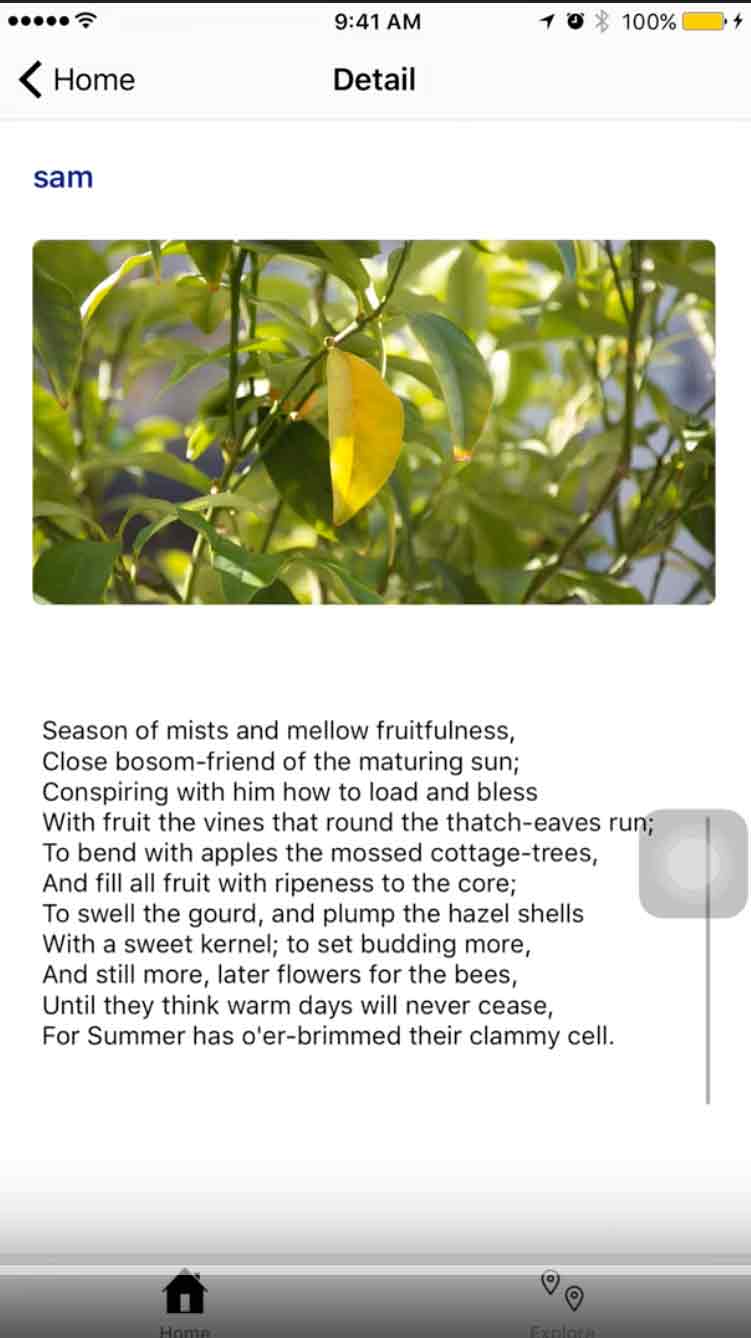 9:41 AM
100%
Home
Detail
sam
Season of mists and mellow fruitfulness,
Close bosom-friend of the maturing sun;
Conspiring with him how to load and bless
With fruit the vines that round the thatch-eaves run;
To bend with apples the mossed cottage-trees,
And fill all fruit with ripeness to the core;
To swell the gourd, and plump the hazel shells
With a sweet kernel; to set budding more,
And still more, later flowers for the bees,
Until they think warm days will never cease,
For Summer has o'er-brimmed their clammy cell.
Home
Explore